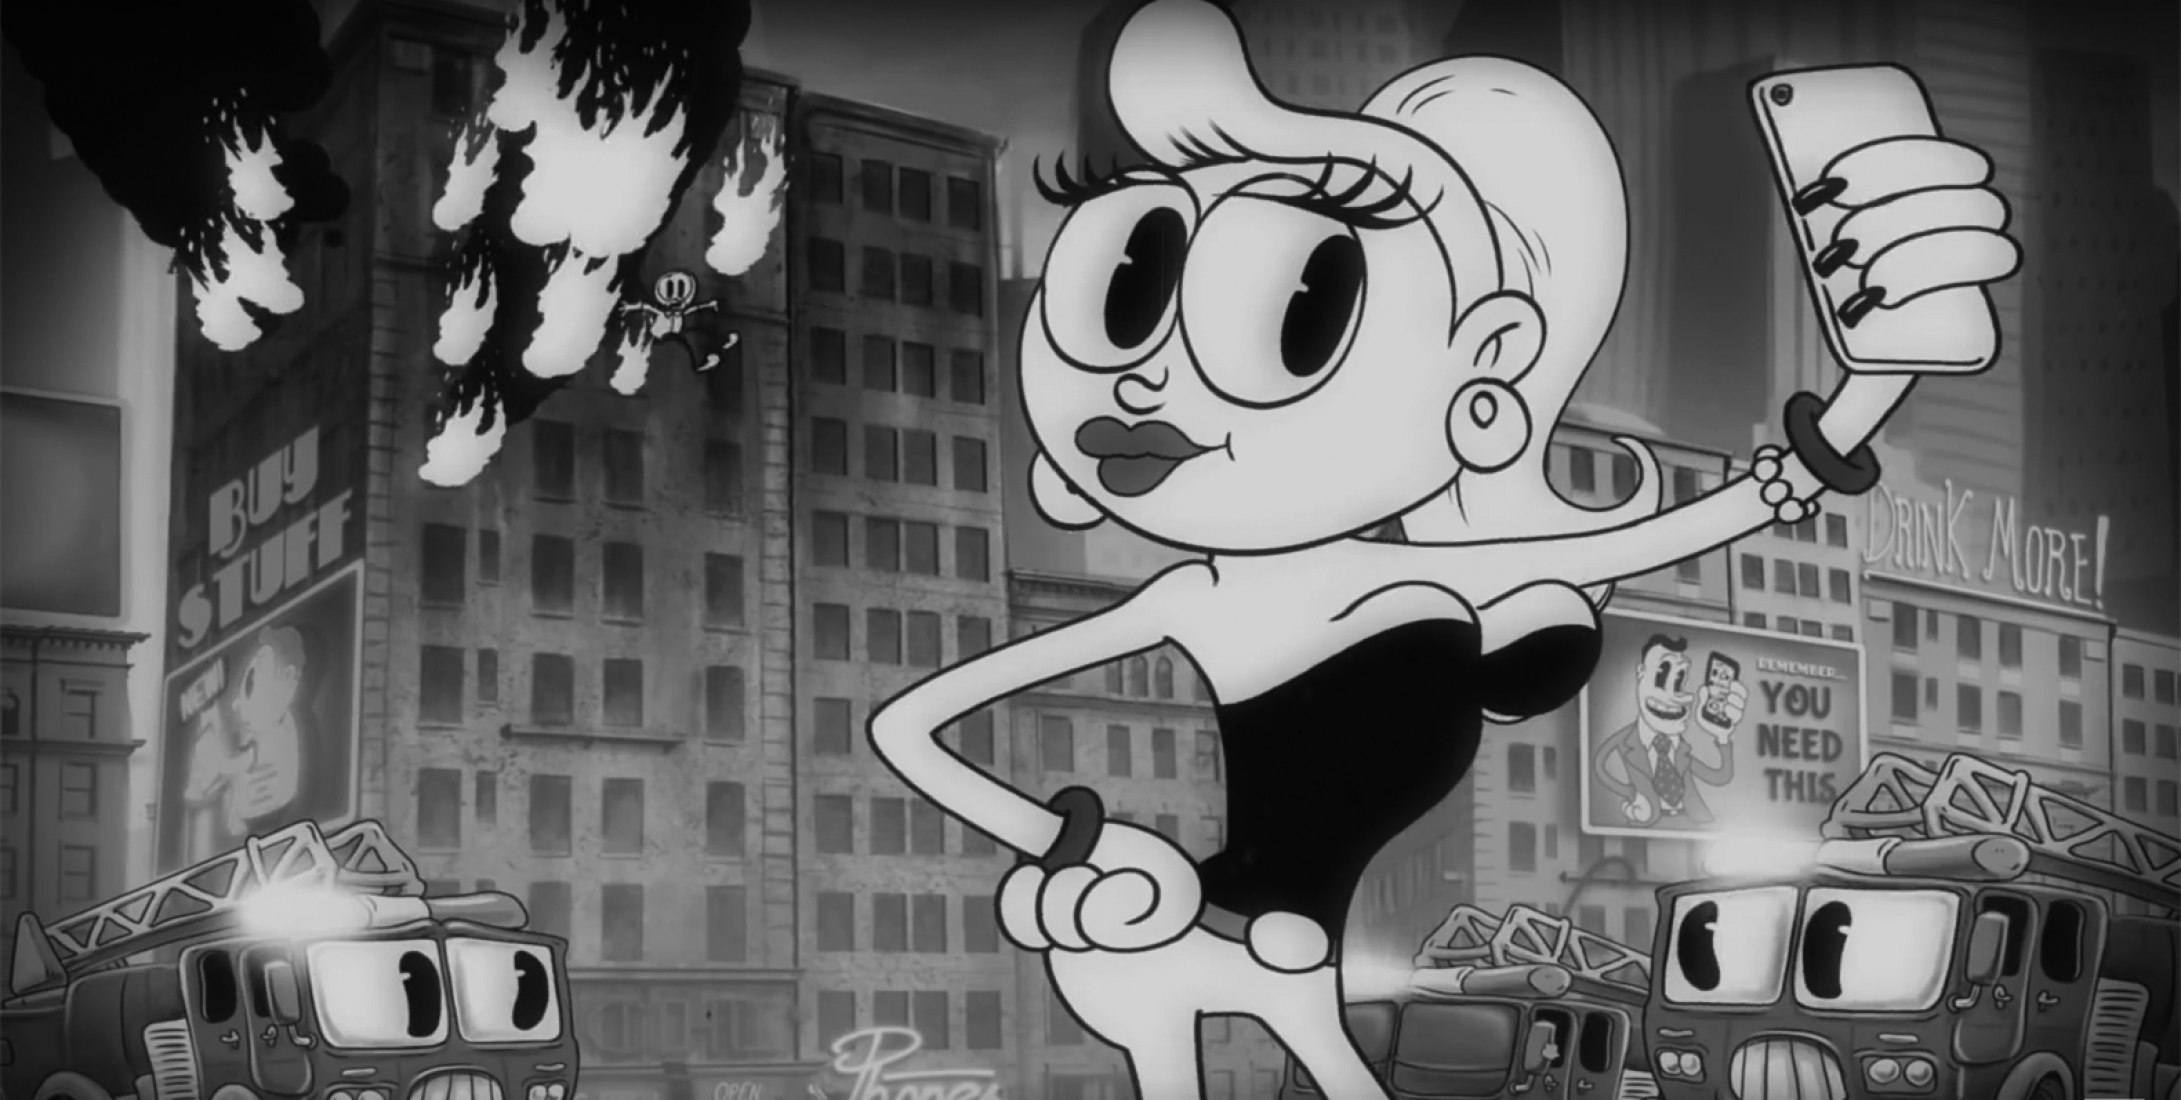 BUY
STUFF
NEW
DRINK MORE!
REMEMBER...
YOU
NEED
THIS
OPEN
Phones